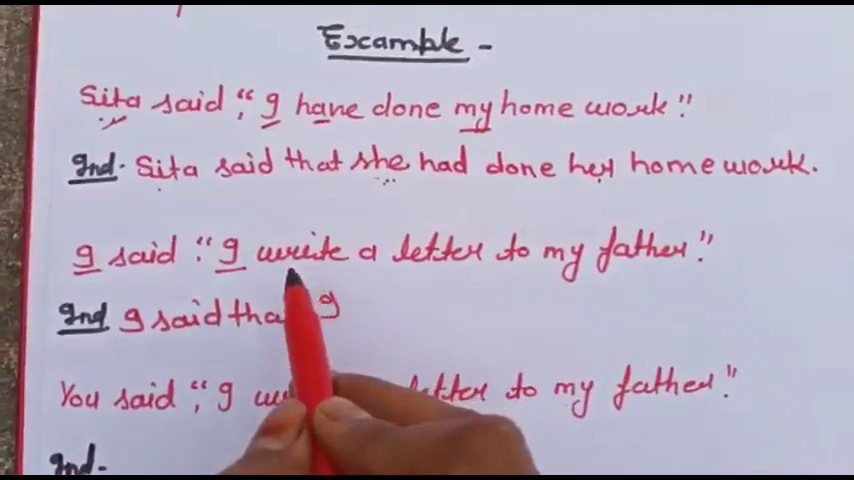 Example -
Sita said, "I have done my home work."
Ind. Sita said that she had done her home work.
I said "I write a letter to my father"
Ind I said that I
You said, "I letter to my father."
Ind.